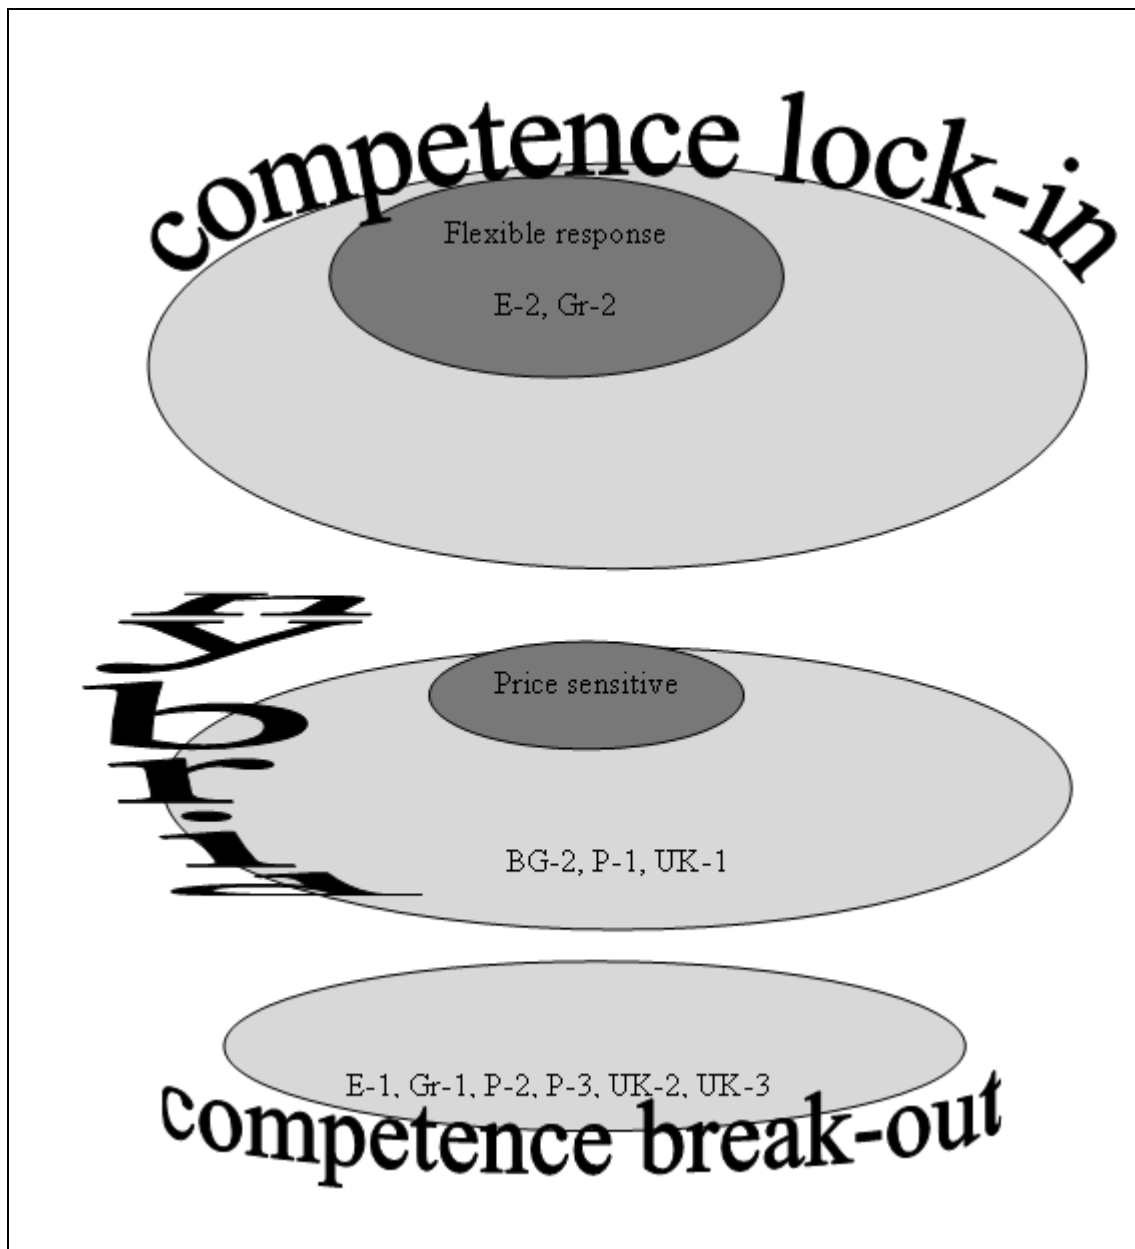 competence lock-in
Flexible response
E-2, Gr-2
hybrid
Price sensitive
BG-2, P-1, UK-1
E-1, Gr-1, P-2, P-3, UK-2, UK-3
competence break-out